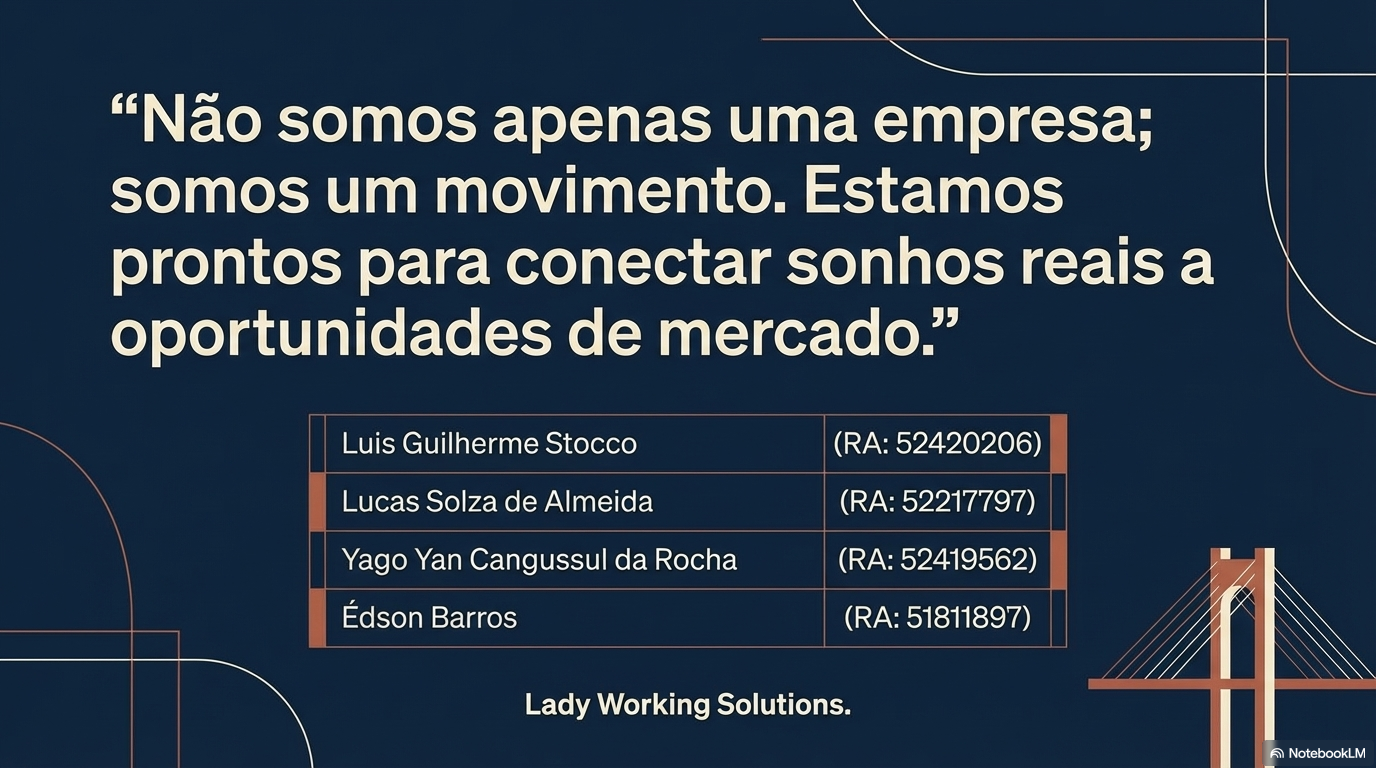 “Não somos apenas uma empresa;
somos um movimento. Estamos
prontos para conectar sonhos reais a
oportunidades de mercado.”
Luis Guilherme Stocco (RA: 52420206)
Lucas Solza de Almeida (RA: 52217797)
Yago Yan Cangussul da Rocha (RA: 52419562)
Édson Barros (RA: 51811897)
Lady Working Solutions.
NotebookLM